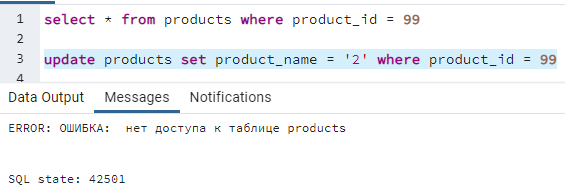 1 select * from products where product_id = 99
2
3 update products set product_name = '2' where product_id = 99
4
Data Output Messages Notifications
ERROR: ОШИБКА: нет доступа к таблице products
SQL state: 42501